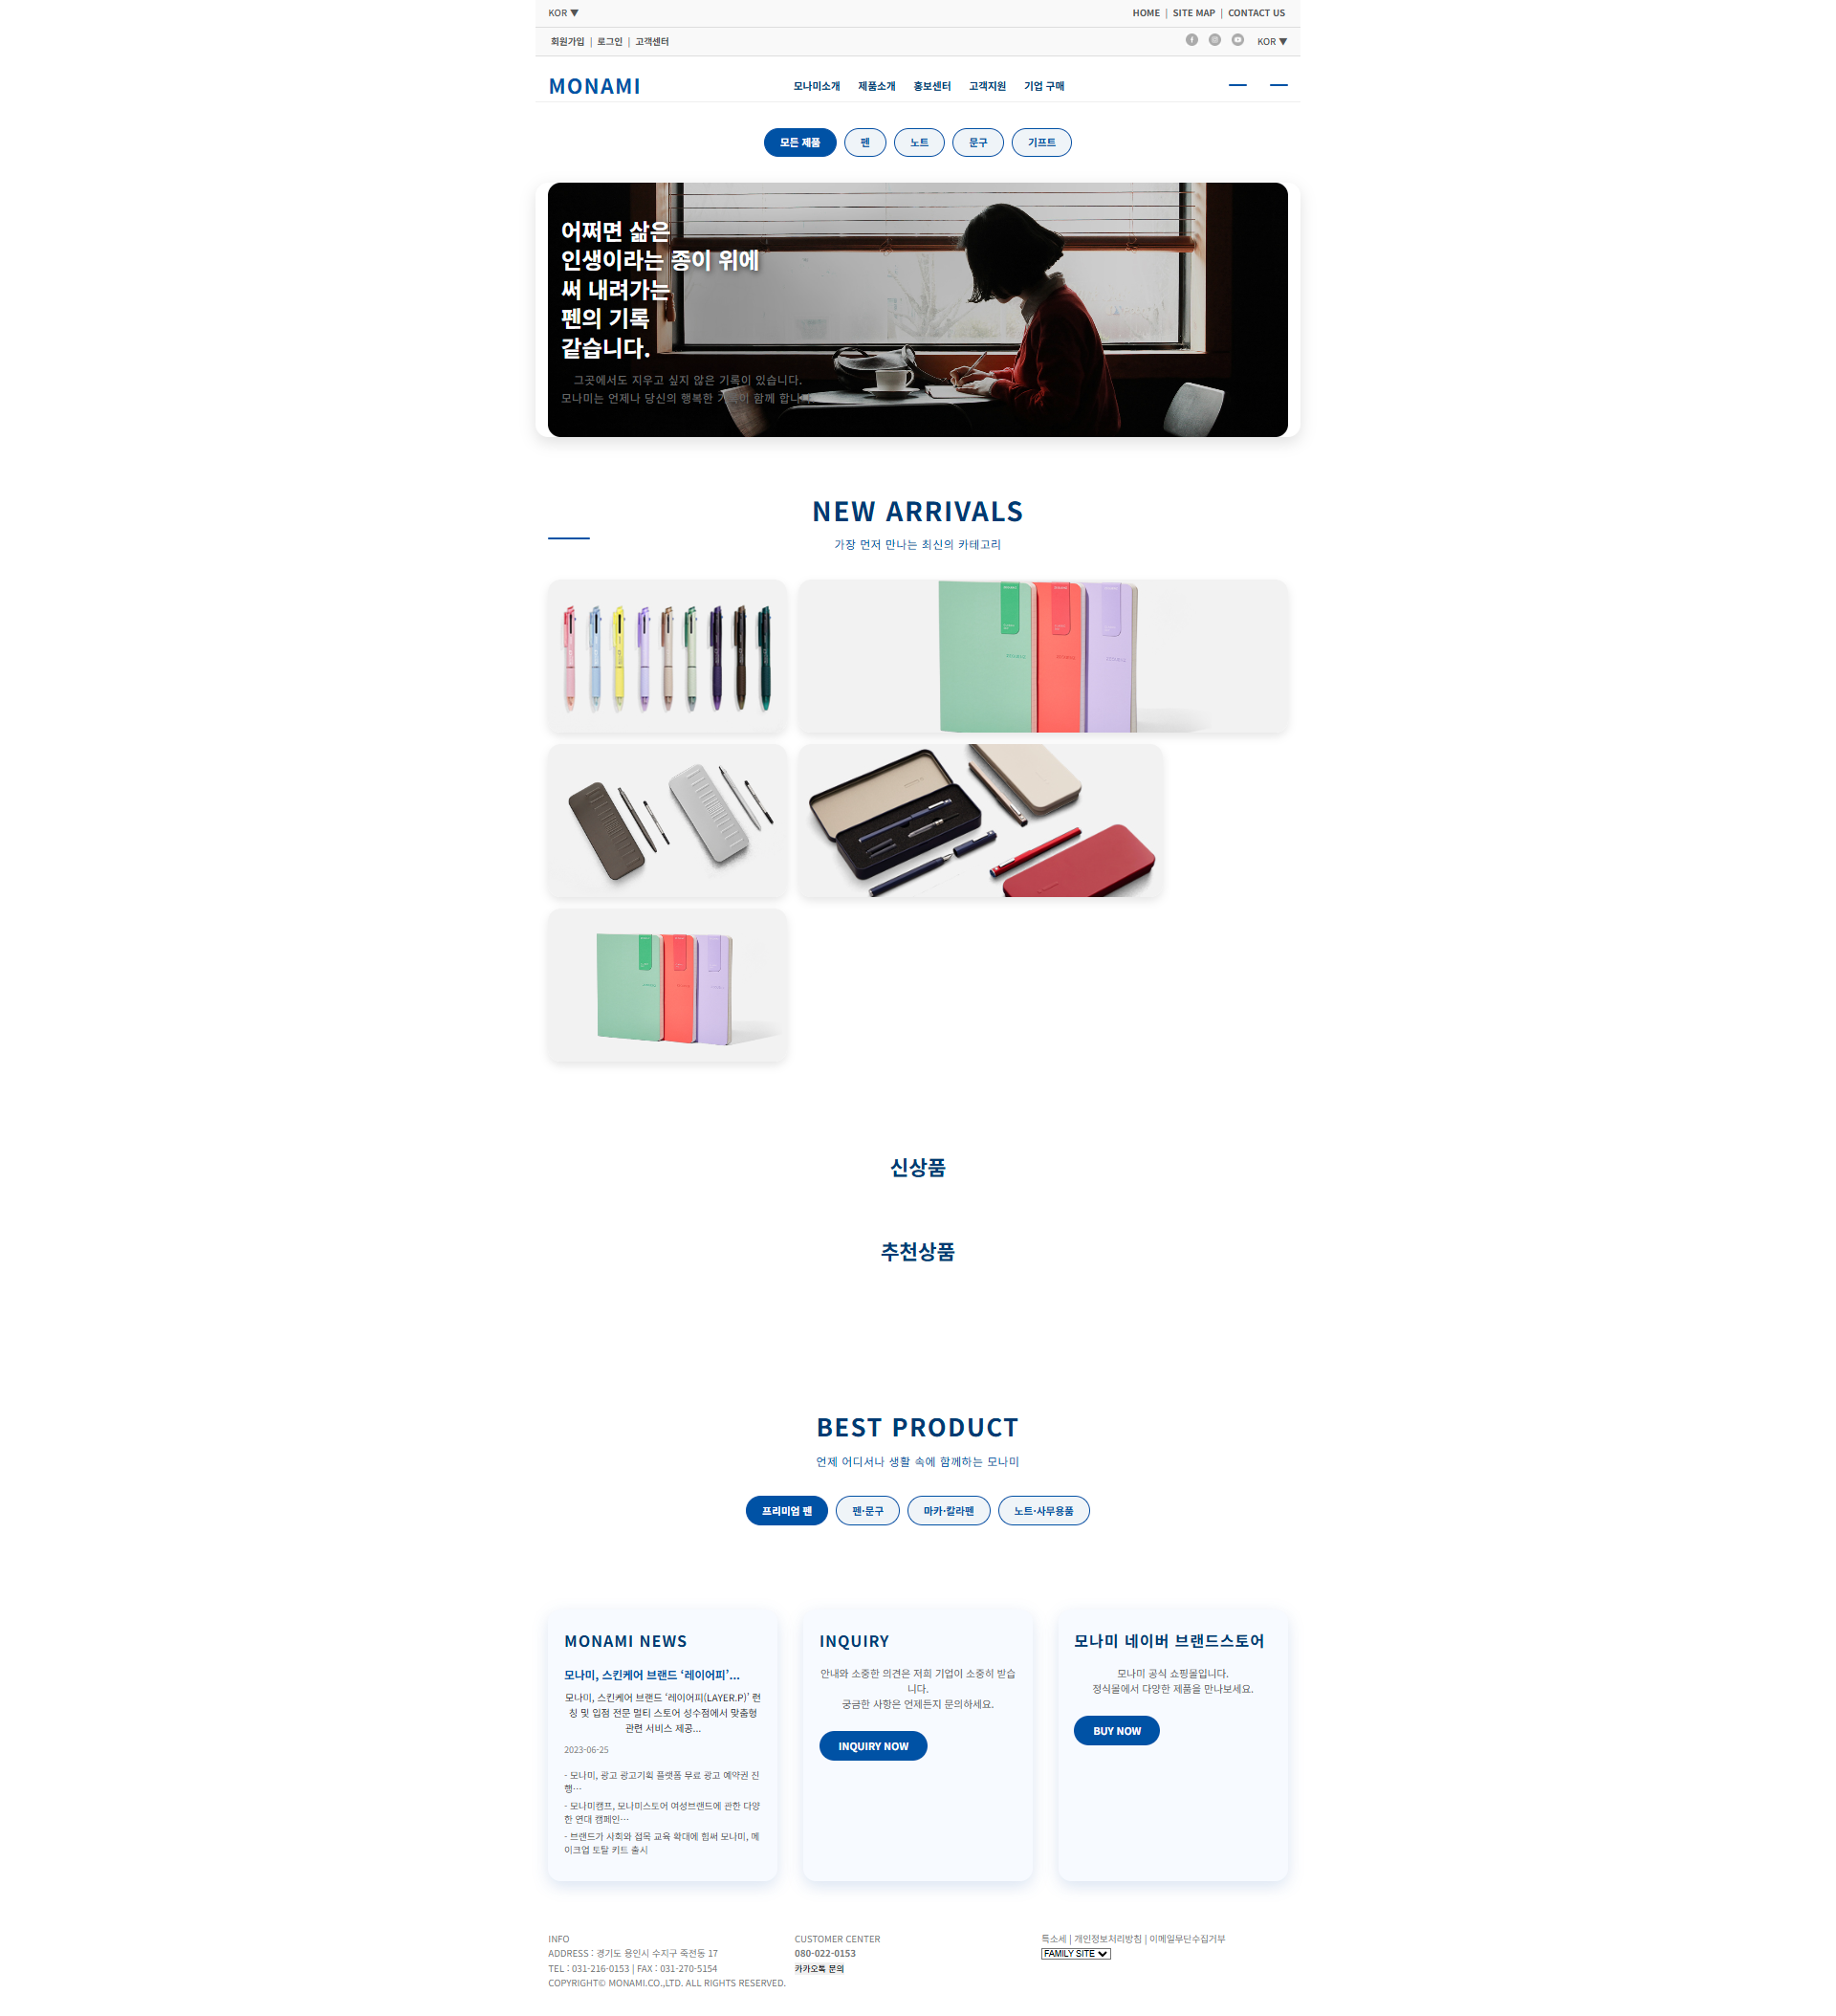 KOR ▼
HOME | SITE MAP | CONTACT US
회원가입 | 로그인 | 고객센터
KOR ▼
MONAMI
모나미소개 제품소개 홍보센터 고객지원 기업 구매
모든 제품 펜 노트 문구 기프트
어쩌면 삶은
인생이라는 종이 위에
써 내려가는
펜의 기록
같습니다.
그곳에서도 지우고 싶지 않은 기록이 있습니다.
모나미는 언제나 당신의 행복한 기록이 함께 합니다.
NEW ARRIVALS
가장 먼저 만나는 최신의 카테고리
신상품
추천상품
BEST PRODUCT
언제 어디서나 생활 속에 함께하는 모나미
프리미엄 펜 펜·문구 마카·칼라펜 노트·사무용품
MONAMI NEWS
모나미, 스킨케어 브랜드 ‘레이어피’...
모나미, 스킨케어 브랜드 ‘레이어피(LAYER.P)’ 런
칭 및 입점 전문 멀티 스토어 성수점에서 맞춤형
관련 서비스 제공...
2023-06-25
- 모나미, 광고 광고기획 플랫폼 무료 광고 예약권 진
행…
- 모나미캠프, 모나미스토어 여성브랜드에 관한 다양
한 연대 캠페인…
- 브랜드가 사회와 접목 교육 확대에 힘써 모나미, 메
이크업 토탈 키트 출시
INQUIRY
안내와 소중한 의견은 저희 기업이 소중히 받습
니다.
궁금한 사항은 언제든지 문의하세요.
INQUIRY NOW
모나미 네이버 브랜드스토어
모나미 공식 쇼핑몰입니다.
정식몰에서 다양한 제품을 만나보세요.
BUY NOW
INFO
ADDRESS : 경기도 용인시 수지구 죽전동 17
TEL : 031-216-0153 | FAX : 031-270-5154
COPYRIGHT© MONAMI.CO.,LTD. ALL RIGHTS RESERVED.
CUSTOMER CENTER
080-022-0153
카카오톡 문의
특소세 | 개인정보처리방침 | 이메일무단수집거부
FAMILY SITE